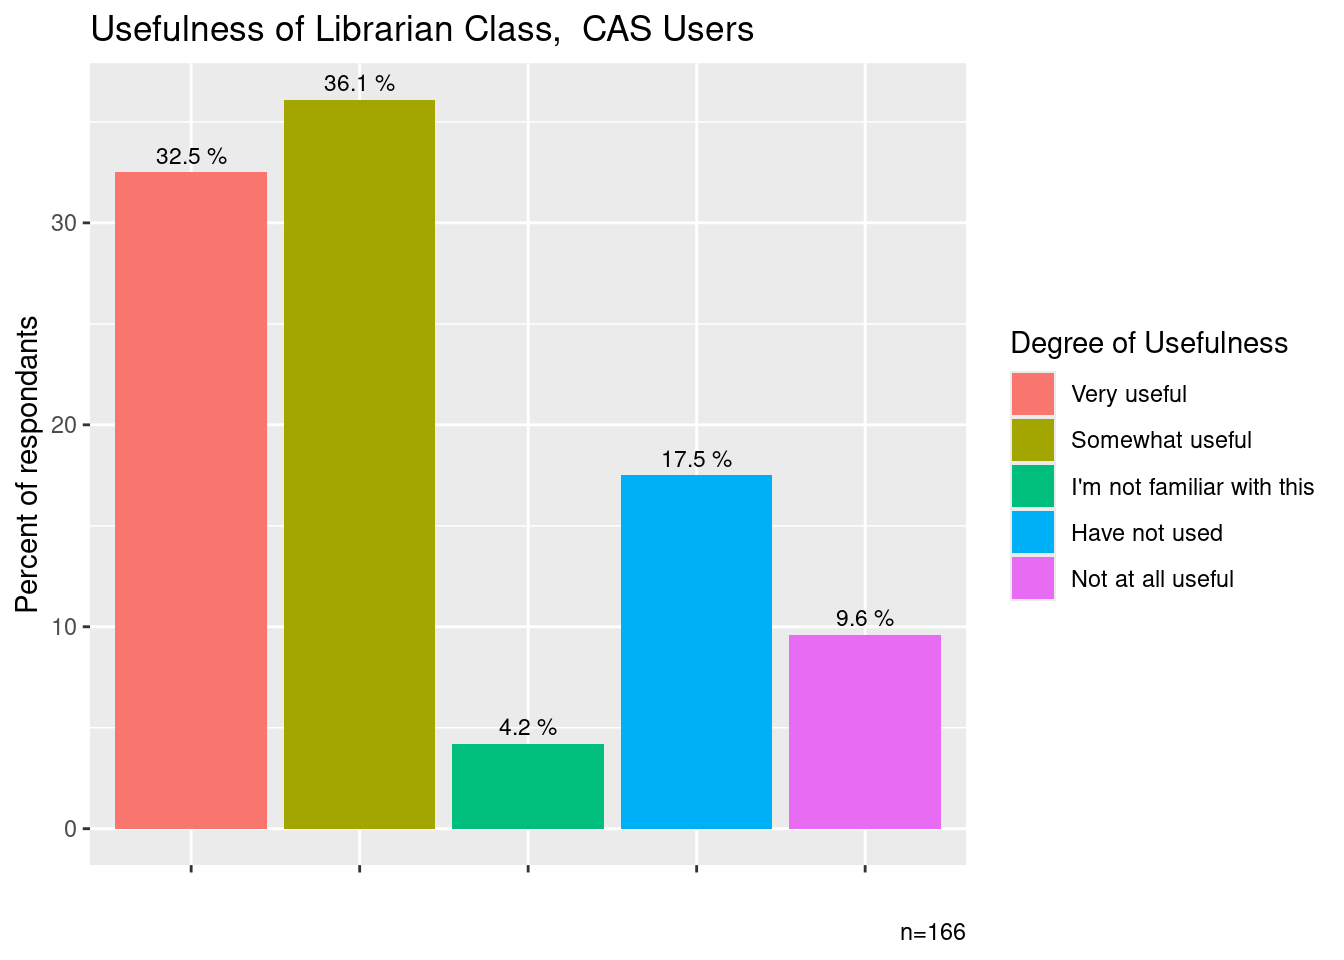 Usefulness of Librarian Class,  CAS Users
36.1 %
32.5 %
30
20
17.5 %
10
9.6 %
4.2 %
0
Percent of respondants
Degree of Usefulness
Very useful
Somewhat useful
I'm not familiar with this
Have not used
Not at all useful
n=166